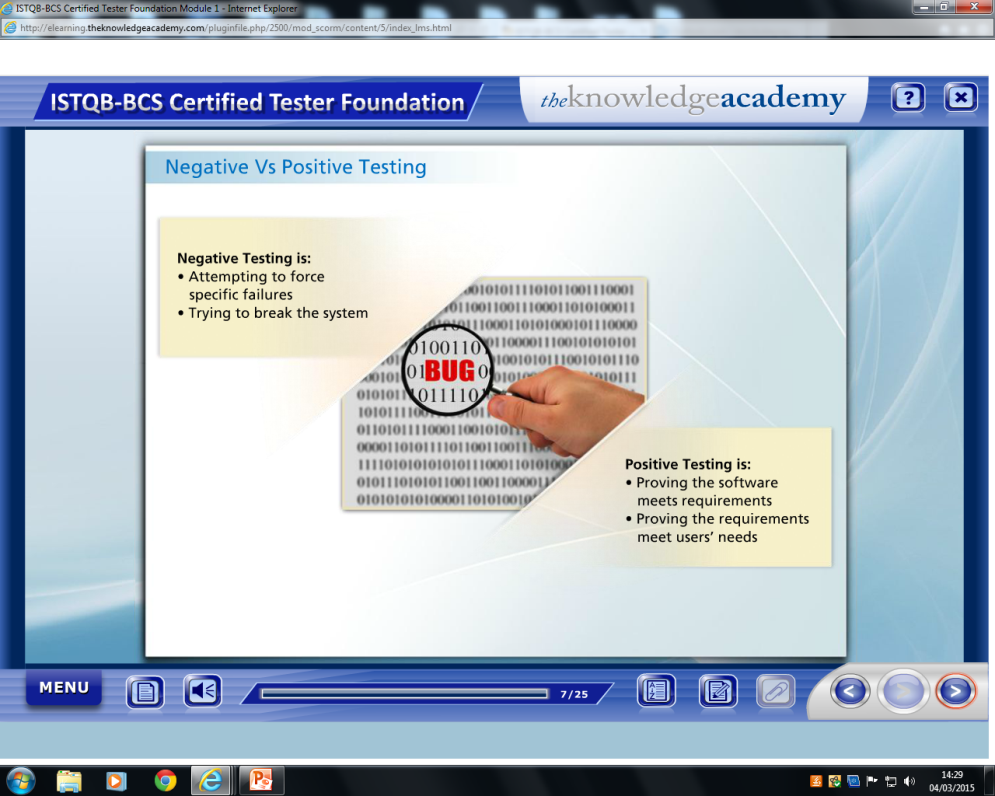 ISTQB-BCS Certified Tester Foundation Module 1 - Internet Explorer
http://elearning.theknowledgeacademy.com/pluginfile.php/2500/mod_scorm/content/5/index_lms.html
ISTQB-BCS Certified Tester Foundation
theknowledgeacademy
Negative Vs Positive Testing
Negative Testing is:
• Attempting to force
specific failures
• Trying to break the system
BUG
Positive Testing is:
• Proving the software
meets requirements
• Proving the requirements
meet users’ needs
MENU
7/25
14:29
04/03/2015